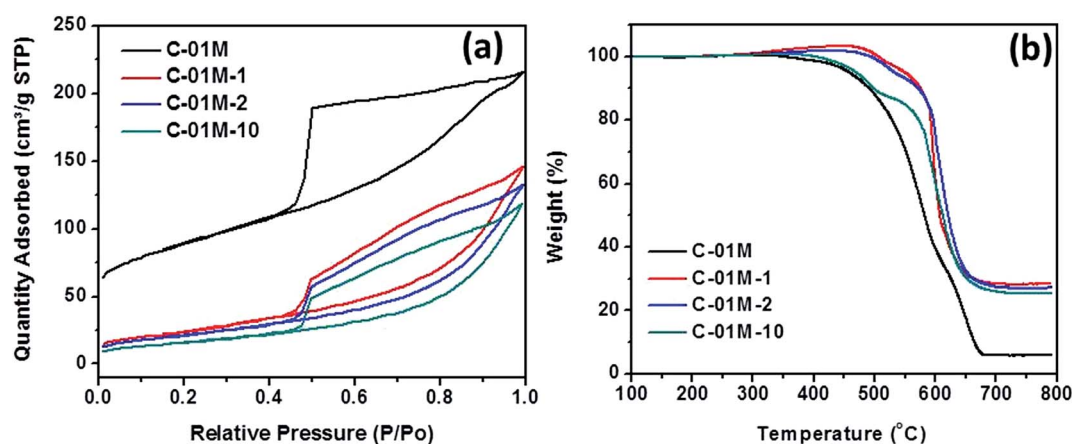 (a)
C-01M
C-01M-1
C-01M-2
C-01M-10
Quantity Adsorbed (cm³/g STP)
250
200
150
100
50
0
0.0 0.2 0.4 0.6 0.8 1.0
Relative Pressure (P/Po)
(b)
Weight (%)
100
80
60
40
20
0
C-01M
C-01M-1
C-01M-2
C-01M-10
100 200 300 400 500 600 700 800
Temperature (°C)